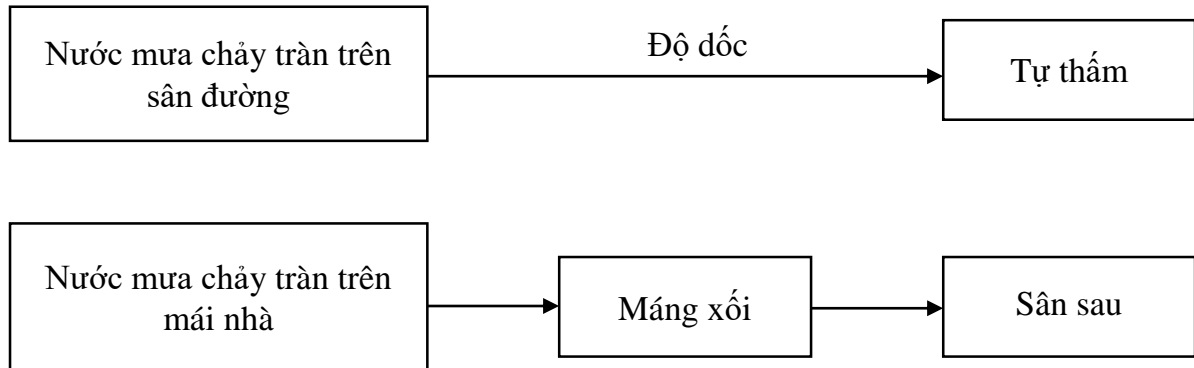 Nước mưa chảy tràn trên
sân đường
Độ dốc
Tự thấm
Nước mưa chảy tràn trên
mái nhà
Máng xối
Sân sau